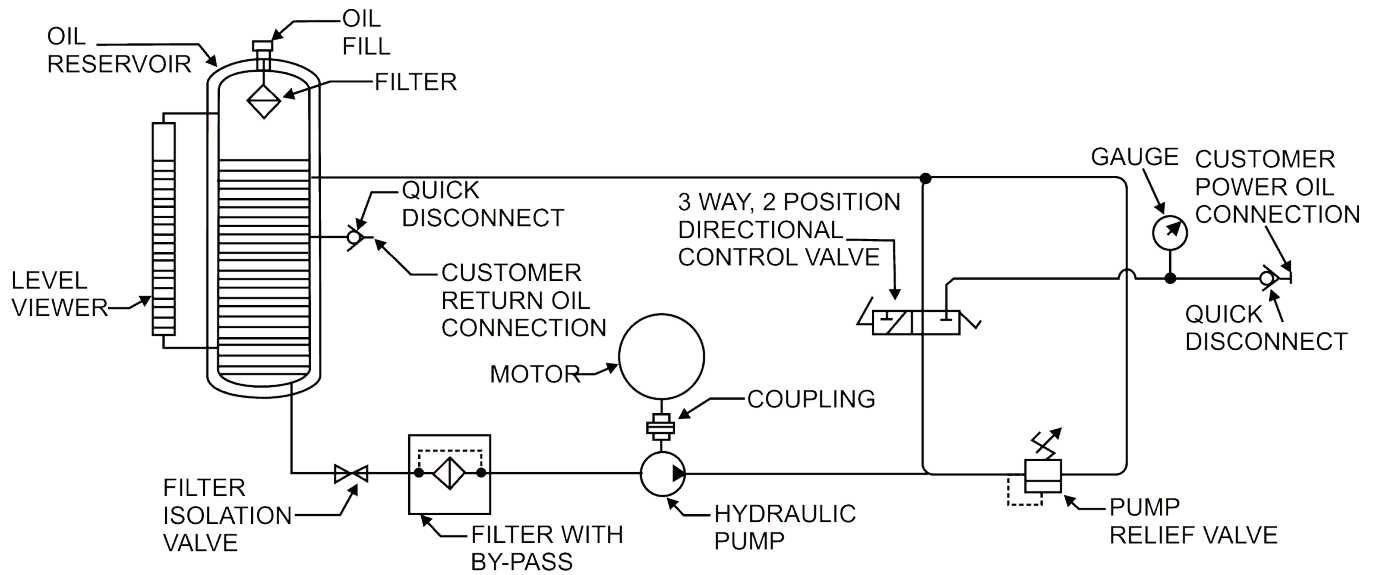 OIL
FILL
OIL
RESERVOIR
FILTER
GAUGE
CUSTOMER
POWER OIL
CONNECTION
QUICK
DISCONNECT
3 WAY, 2 POSITION
DIRECTIONAL
CONTROL VALVE
LEVEL
VIEWER
CUSTOMER
RETURN OIL
CONNECTION
QUICK
DISCONNECT
MOTOR
COUPLING
FILTER
ISOLATION
VALVE
FILTER WITH
BY-PASS
HYDRAULIC
PUMP
PUMP
RELIEF VALVE